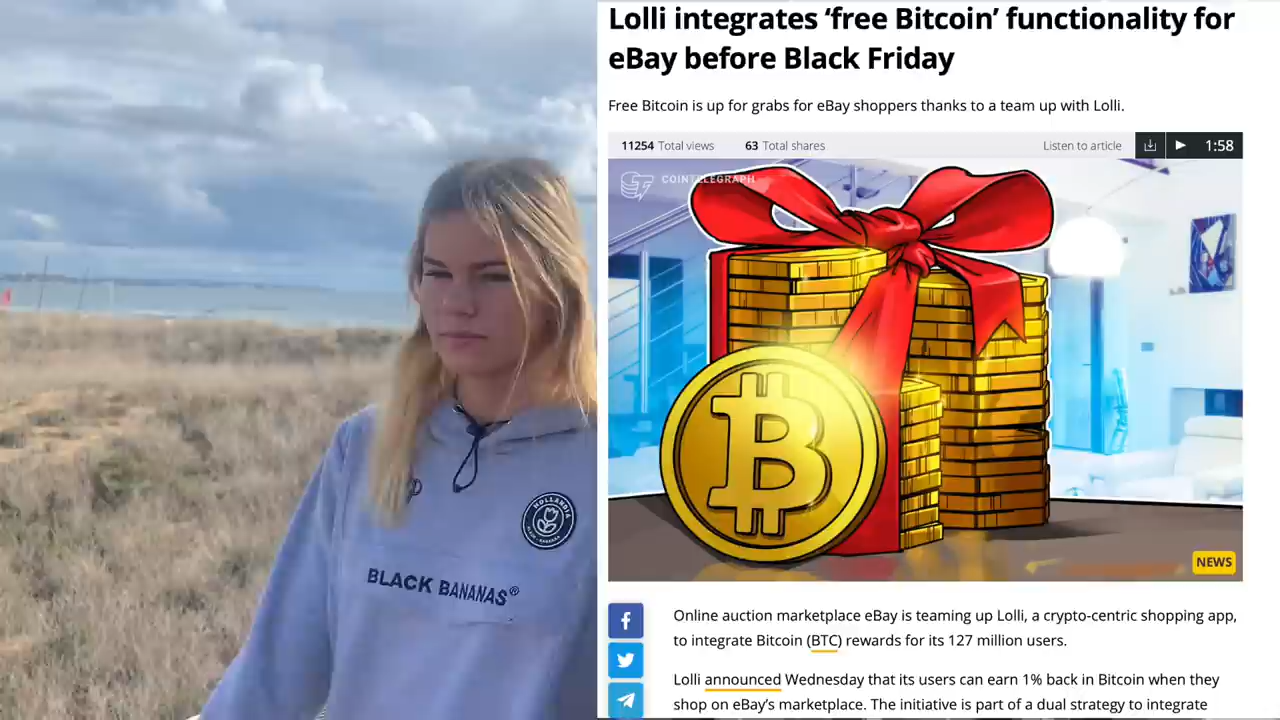 Lolli integrates ‘free Bitcoin’ functionality for
eBay before Black Friday
Free Bitcoin is up for grabs for eBay shoppers thanks to a team up with Lolli.
11254 Total views 63 Total shares Listen to article 1:58
COINTELEGRAPH
HOLLANDIA
BLACK BANANAS®
NEWS
Online auction marketplace eBay is teaming up Lolli, a crypto-centric shopping app,
to integrate Bitcoin (BTC) rewards for its 127 million users.
Lolli announced Wednesday that its users can earn 1% back in Bitcoin when they
shop on eBay’s marketplace. The initiative is part of a dual strategy to integrate